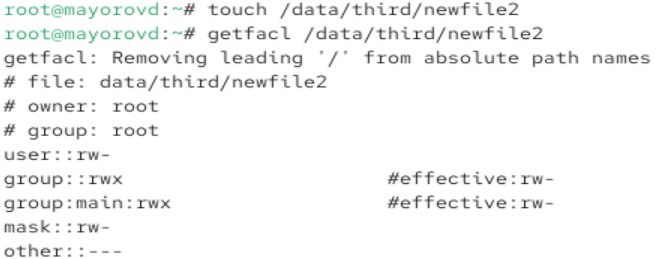 root@mayorovd:~# touch /data/third/newfile2
root@mayorovd:~# getfacl /data/third/newfile2
getfacl: Removing leading '/' from absolute path names
# file: data/third/newfile2
# owner: root
# group: root
user::rw-
group::rwx                      #effective:rw-
group:main:rwx                  #effective:rw-
mask::rw-
other::---